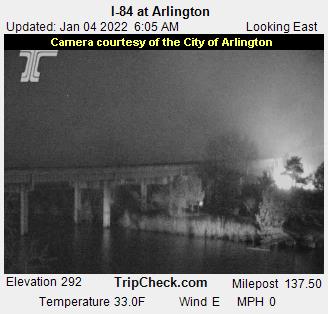 I-84 at Arlington
Updated: Jan 04 2022 6:05 AM Looking East
Camera courtesy of the City of Arlington
Elevation 292 TripCheck.com Milepost 137.50
Temperature 33.0F Wind E MPH 0